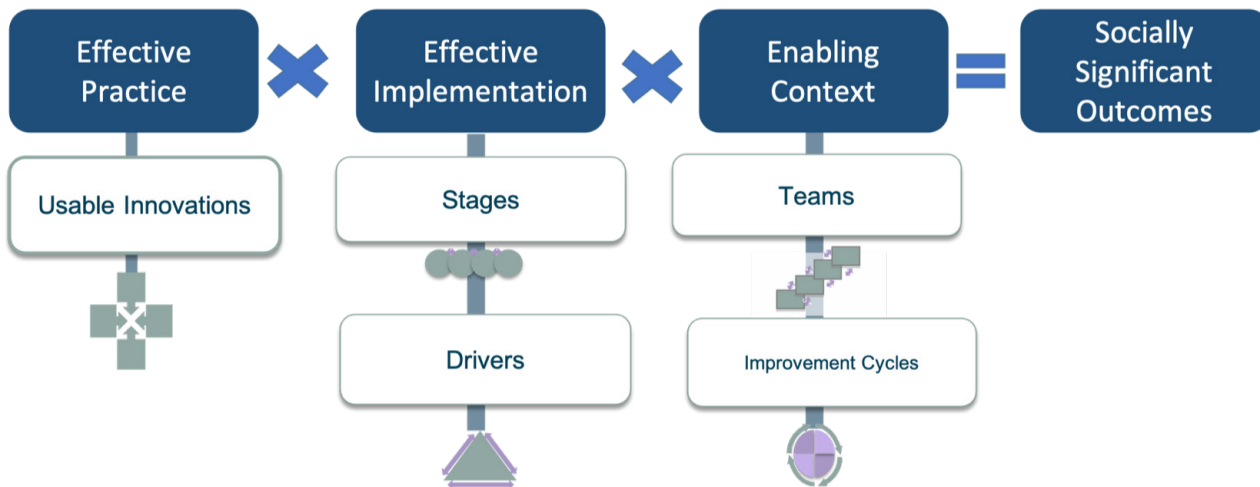 Effective
Practice
Effective
Implementation
Enabling
Context
Socially
Significant
Outcomes
Usable Innovations
Stages
Teams
Drivers
Improvement Cycles